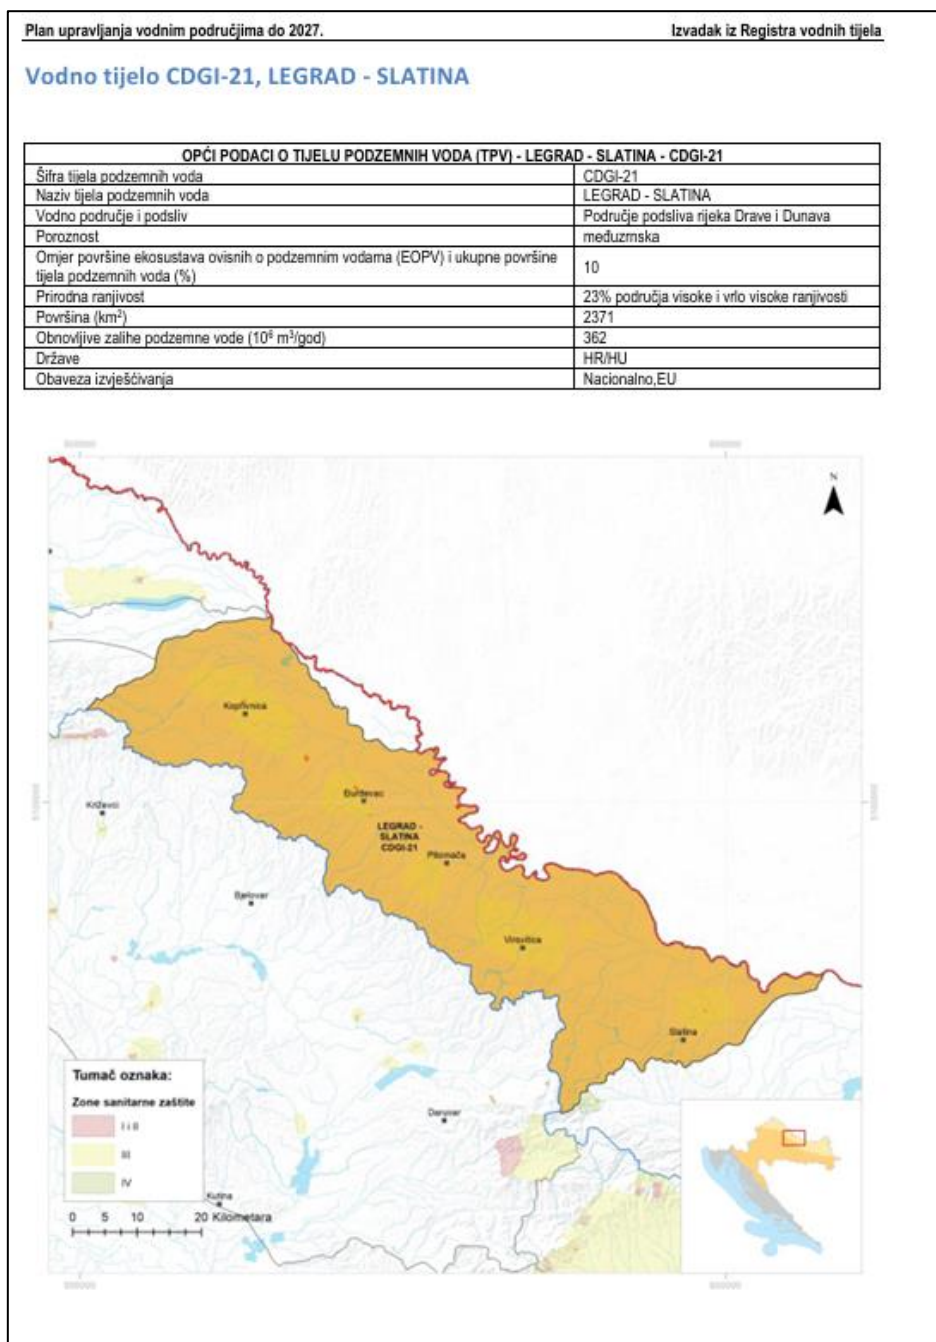 Plan upravljanja vodnim područjima do 2027. Izvadak iz Registra vodnih tijela
Vodno tijelo CDGI-21, LEGRAD - SLATINA
OPĆI PODACI O TIJELU PODZEMNIH VODA (TPV) - LEGRAD - SLATINA - CDGI-21
Šifra tijela podzemnih voda CDGI-21
Naziv tijela podzemnih voda LEGRAD - SLATINA
Vodno područje i podsliv Područje podsliva rijeka Drave i Dunava
Poroznost međuzrnska
Omjer površine ekosustava ovisnih o podzemnim vodama (EOPV) i ukupne površine
tijela podzemnih voda (%) 10
Prirodna ranjivost 23% područja visoke i vrlo visoke ranjivosti
Površina (km²) 2371
Obnovljive zalihe podzemne vode (10⁶ m³/god) 362
Države HR/HU
Obaveza izvješćivanja Nacionalno,EU
N
Koprivnica
Križevci
Đurđevac
LEGRAD -
SLATINA
CDGI-21
Pitomača
Bjelovar
Virovitica
Slatina
Daruvar
Kutina
Tumač oznaka:
Zone sanitarne zaštite
I i II
III
IV
0 5 10 20 Kilometara